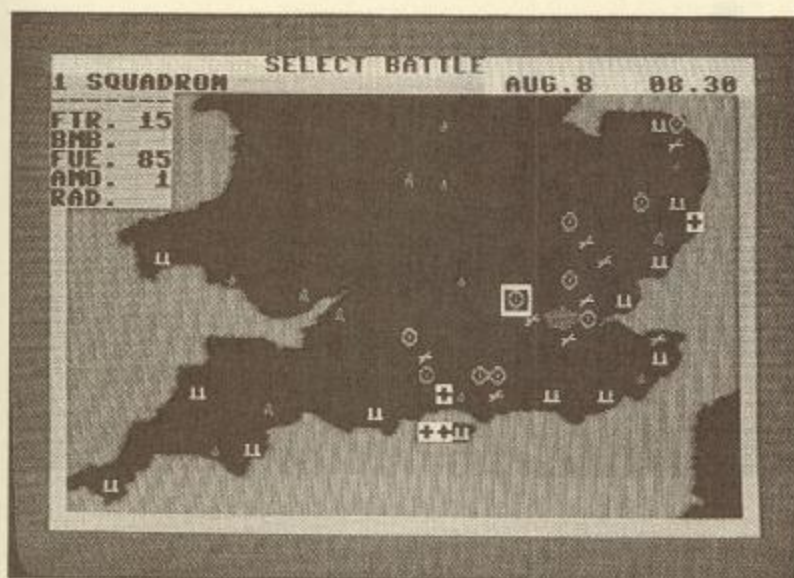 SELECT BATTLE
1 SQUADRON AUG.8 08.30
FTR. 15
BMB.
FUE. 85
AMO. 1
RAD.